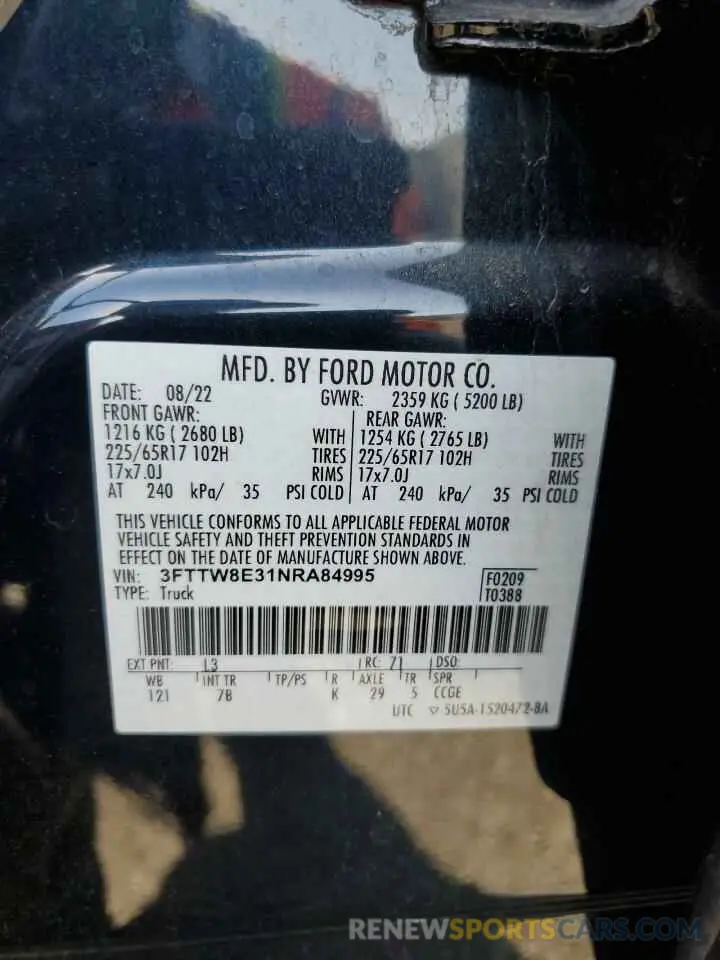 MFD. BY FORD MOTOR CO.
DATE: 08/22 GVWR: 2359 KG ( 5200 LB)
FRONT GAWR: REAR GAWR:
1216 KG ( 2680 LB) WITH 1254 KG ( 2765 LB) WITH
225/65R17 102H TIRES 225/65R17 102H TIRES
17x7.0J RIMS 17x7.0J RIMS
AT 240 kPa/ 35 PSI COLD AT 240 kPa/ 35 PSI COLD
THIS VEHICLE CONFORMS TO ALL APPLICABLE FEDERAL MOTOR
VEHICLE SAFETY AND THEFT PREVENTION STANDARDS IN
EFFECT ON THE DATE OF MANUFACTURE SHOWN ABOVE.
VIN: 3FTTW8E31NRA84995 F0209
TYPE: Truck T0388
EXT PNT: L3 RC: 71 DSO:
WB INT TR TP/PS R AXLE TR SPR
121 7B K 29 5 CCGE
UTC 5U5A-1520472-BA
RENEWSPORTSCARS.COM